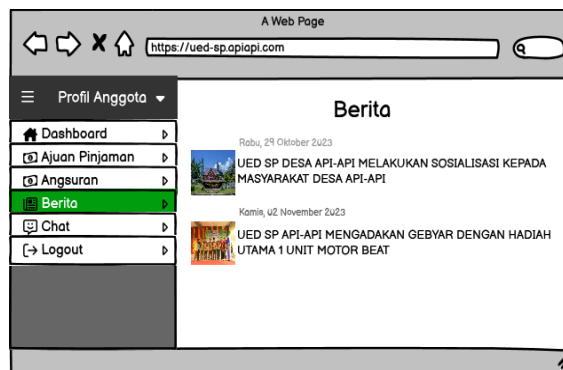 A Web Page
https://ued-sp.apiapi.com
Profil Anggota
Berita
Dashboard
Ajuan Pinjaman
Angsuran
Berita
Chat
Logout
Rabu, 29 Oktober 2023
UED SP DESA API-API MELAKUKAN SOSIALISASI KEPADA
MASYARAKAT DESA API-API
Kamis, 02 November 2023
UED SP API-API MENGADAKAN GEBYAR DENGAN HADIAH
UTAMA 1 UNIT MOTOR BEAT